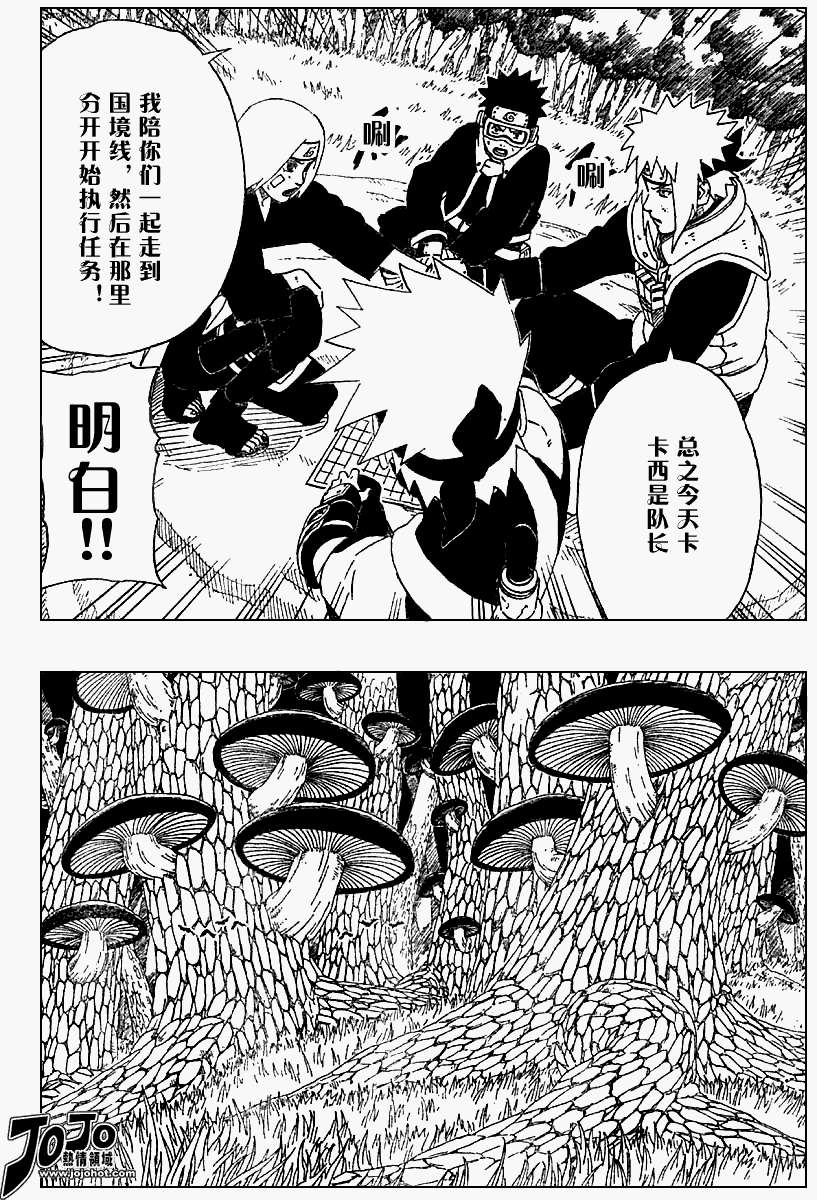 总之今天卡
卡西是队长
唰
唰
我陪你们一起走到
国境线，然后在那里
分开开始执行任务！
明白！！
JOJO
熱情領域
www.jojohot.com